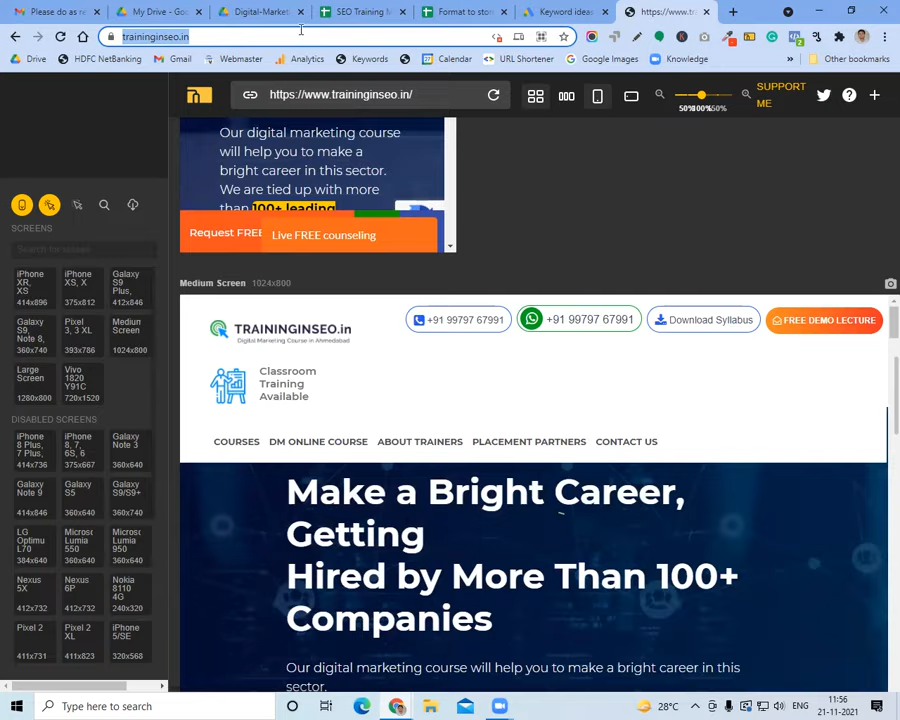 Please do as re
My Drive - Goo
Digital-Market
SEO Training M
Format to stor
Keyword ideas
https://www.tr
traininginseo.in
Drive
HDFC NetBanking
Gmail
Webmaster
Analytics
Keywords
Calendar
URL Shortener
Google Images
Knowledge
Other bookmarks
https://www.traininginseo.in/
SUPPORT
ME
Our digital marketing course
will help you to make a
bright career in this sector.
We are tied up with more
than 100+ leading
Request FREE
Live FREE counseling
SCREENS
Search for screen
iPhone XR, XS 414x896
iPhone XS, X 375x812
Galaxy S9 Plus, 412x846
Galaxy S9, Note 8, 360x740
Pixel 3, 3 XL 393x786
Medium Screen 1024x800
Large Screen 1280x800
Vivo 1820 Y91C 720x1520
DISABLED SCREENS
iPhone 8 Plus, 7 Plus, 414x736
iPhone 8, 7, 6S, 6 375x667
Galaxy Note 3 360x640
Galaxy Note 9 414x846
Galaxy S5 360x640
Galaxy S9/S9+ 360x740
LG Optimu L70 384x640
Microsc Lumia 550 360x640
Microsc Lumia 950 360x640
Nexus 5X 412x732
Nexus 6P 412x732
Nokia 8110 4G 240x320
Pixel 2 411x731
Pixel 2 XL 411x823
iPhone 5/SE 320x568
Medium Screen 1024x800
TRAININGINSEO.in
Digital Marketing Course in Ahmedabad
+91 99797 67991
+91 99797 67991
Download Syllabus
FREE DEMO LECTURE
Classroom
Training
Available
COURSES DM ONLINE COURSE ABOUT TRAINERS PLACEMENT PARTNERS CONTACT US
Make a Bright Career,
Getting
Hired by More Than 100+
Companies
Our digital marketing course will help you to make a bright career in this
sector.
Type here to search
28°C
ENG
11:56
21-11-2021